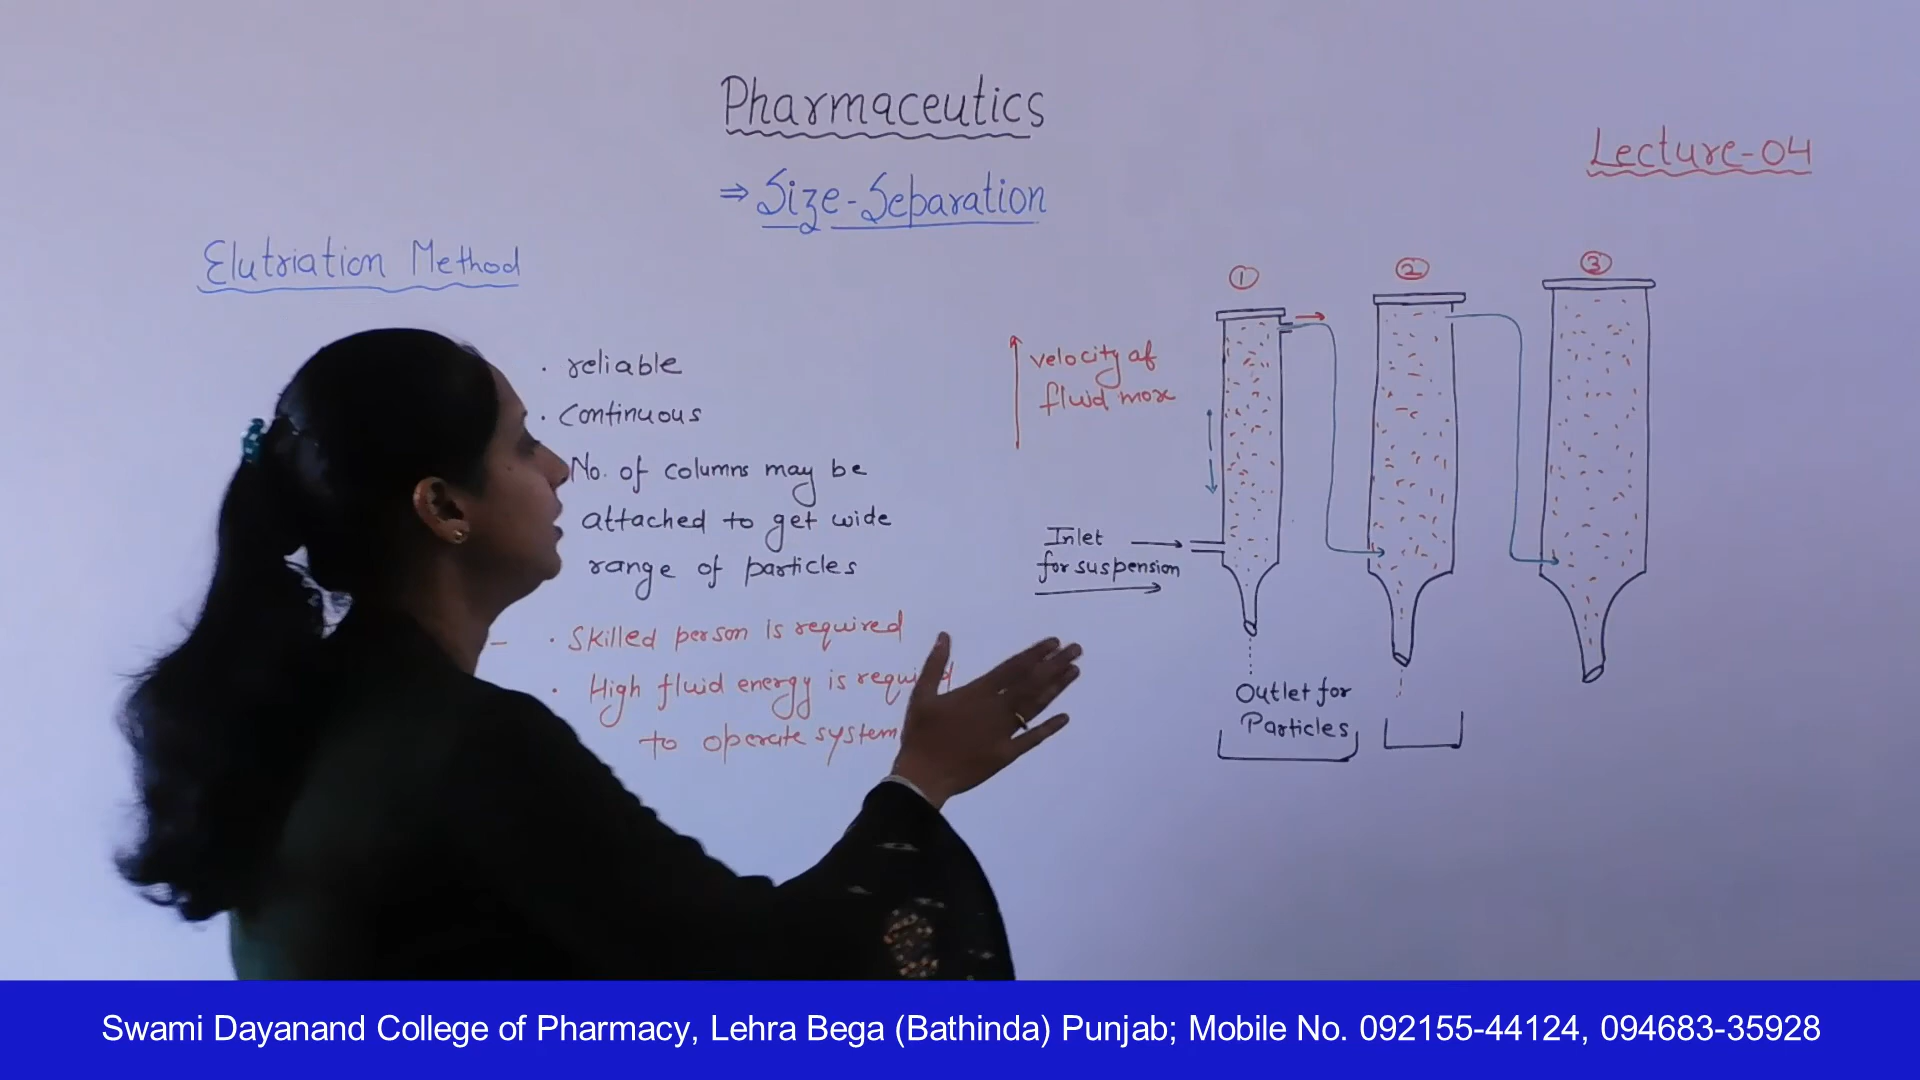 Pharmaceutics
⇒ Size-Separation
Lecture-04
Elutriation Method
· reliable
· Continuous
No. of columns may be
attached to get wide
range of particles
- · Skilled person is required
· High fluid energy is required
to operate system
velocity of
fluid more
Inlet
for suspension
① ② ③
Outlet for
Particles
Swami Dayanand College of Pharmacy, Lehra Bega (Bathinda) Punjab; Mobile No. 092155-44124, 094683-35928